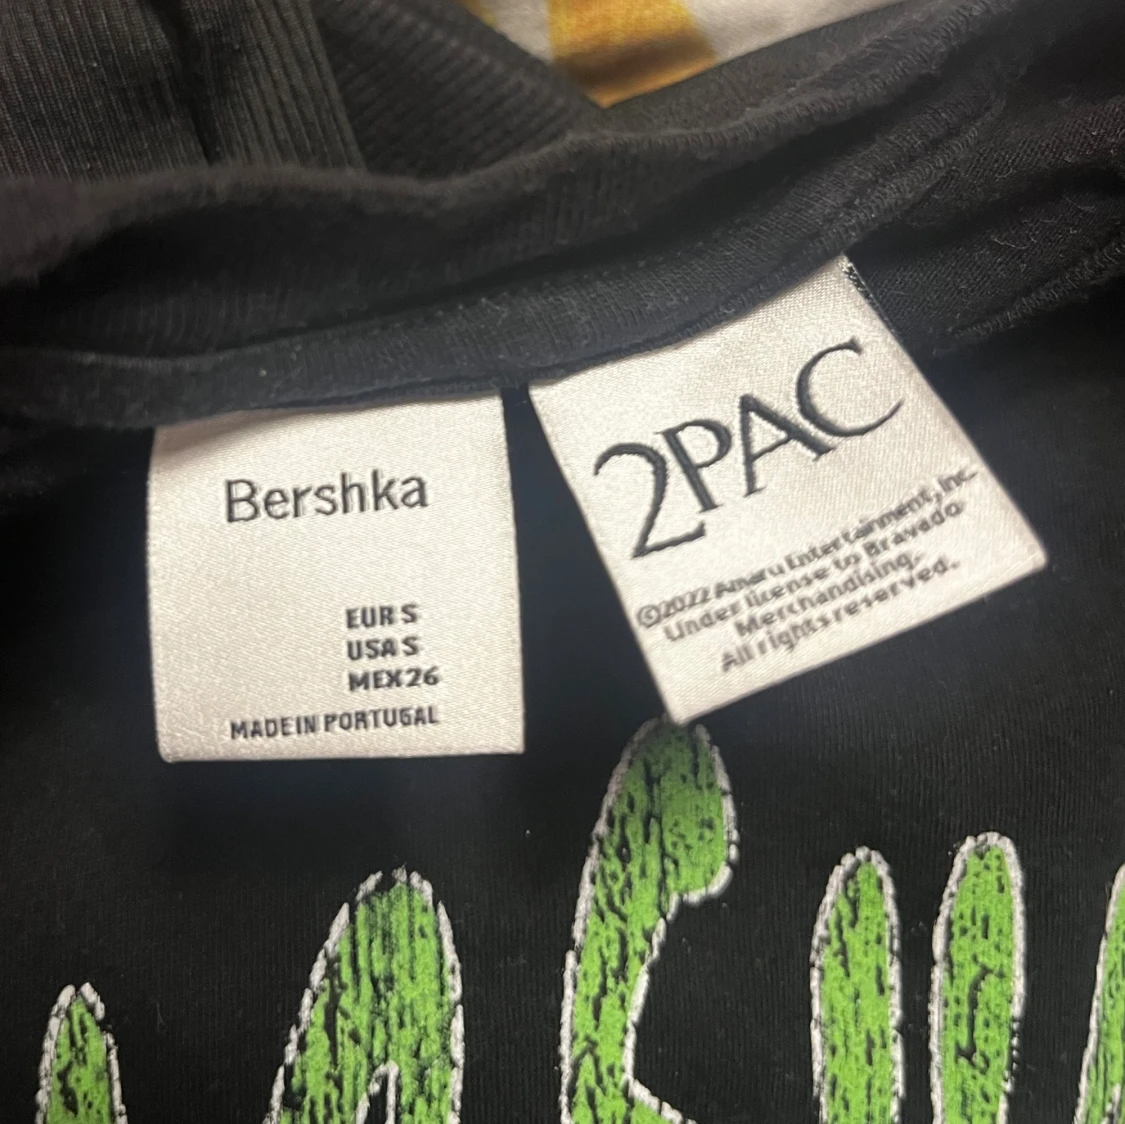 Bershka
EUR S
USA S
MEX 26
MADE IN PORTUGAL
2PAC
©2022 Amaru Entertainment, Inc.
Under license to Bravado
Merchandising.
All rights reserved.